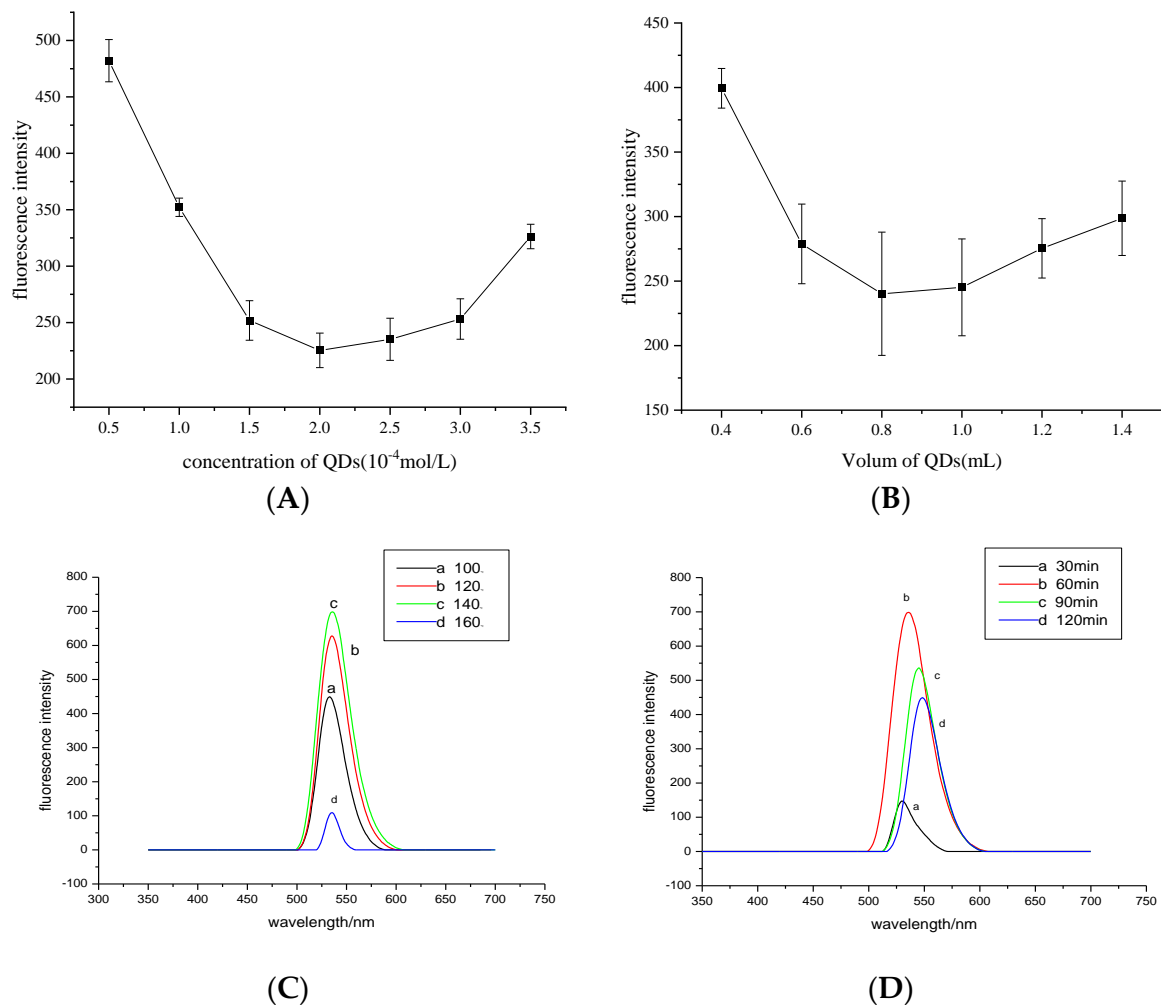 500
450
400
350
300
250
200
fluorescence intensity
0.5 1.0 1.5 2.0 2.5 3.0 3.5
concentration of QDs(10⁻⁴mol/L)
(A)
450
400
350
300
250
200
150
fluorescence intensity
0.4 0.6 0.8 1.0 1.2 1.4
Volum of QDs(mL)
(B)
a 100
b 120
c 140
d 160
800
700
600
500
400
300
200
100
0
-100
fluorescence intensity
c
b
a
d
300 350 400 450 500 550 600 650 700 750
wavelength/nm
(C)
a 30min
b 60min
c 90min
d 120min
800
700
600
500
400
300
200
100
0
-100
fluorescence intensity
b
c
d
a
350 400 450 500 550 600 650 700 750
wavelength/nm
(D)